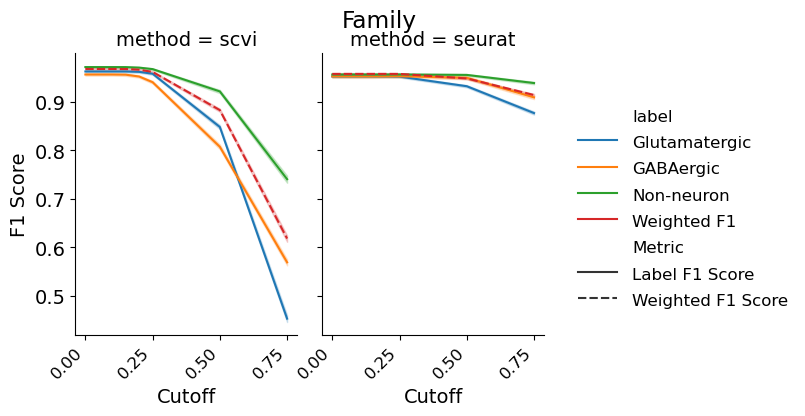 Family
method = scvi
method = seurat
F1 Score
0.9
0.8
0.7
0.6
0.5
0.00
0.25
0.50
0.75
Cutoff
0.00
0.25
0.50
0.75
Cutoff
label
Glutamatergic
GABAergic
Non-neuron
Weighted F1
Metric
Label F1 Score
Weighted F1 Score